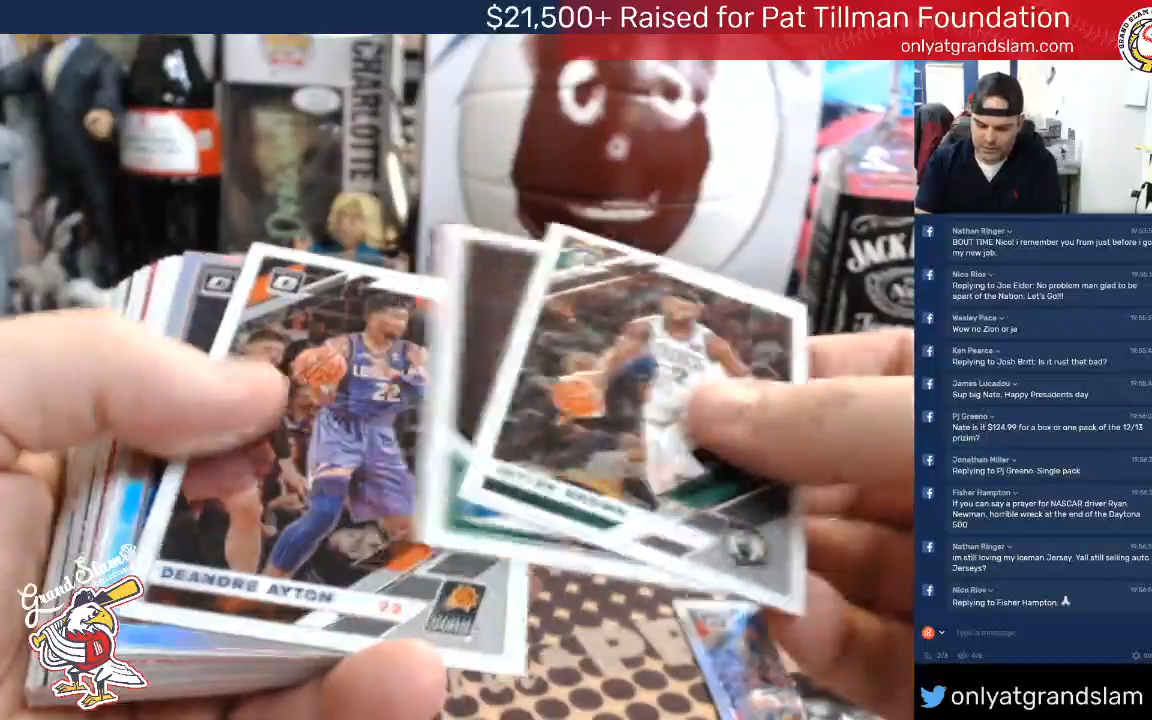 $21,500+ Raised for Pat Tillman Foundation
onlyatgrandslam.com
CHARLOTTE
JACK
22
DEANDRE AYTON
22
Grand Slam
Nathan Ringer
BOUT TIME Nico! i remember you from just before i go
my new job.
Nico Rios
Replying to Joe Elder: No problem man glad to be
apart of the Nation. Let's Go!!!
Wesley Pace
Wow no Zion or ja
Ken Pearce
Replying to Josh Britt: Is it rust that bad?
James Lucadou
Sup big Nate, Happy Presadents day
Pj Greeno
Nate is it $124.99 for a box or one pack of the 12/13
prizim?
Jonathan Miller
Replying to Pj Greeno: Single pack
Fisher Hampton
If you can say a prayer for NASCAR driver Ryan
Newman, horrible wreck at the end of the Daytona
500
Nathan Ringer
im still loving my Iceman Jersey. Yall still selling auto
Jerseys?
Nico Rios
Replying to Fisher Hampton:
Type a message
onlyatgrandslam